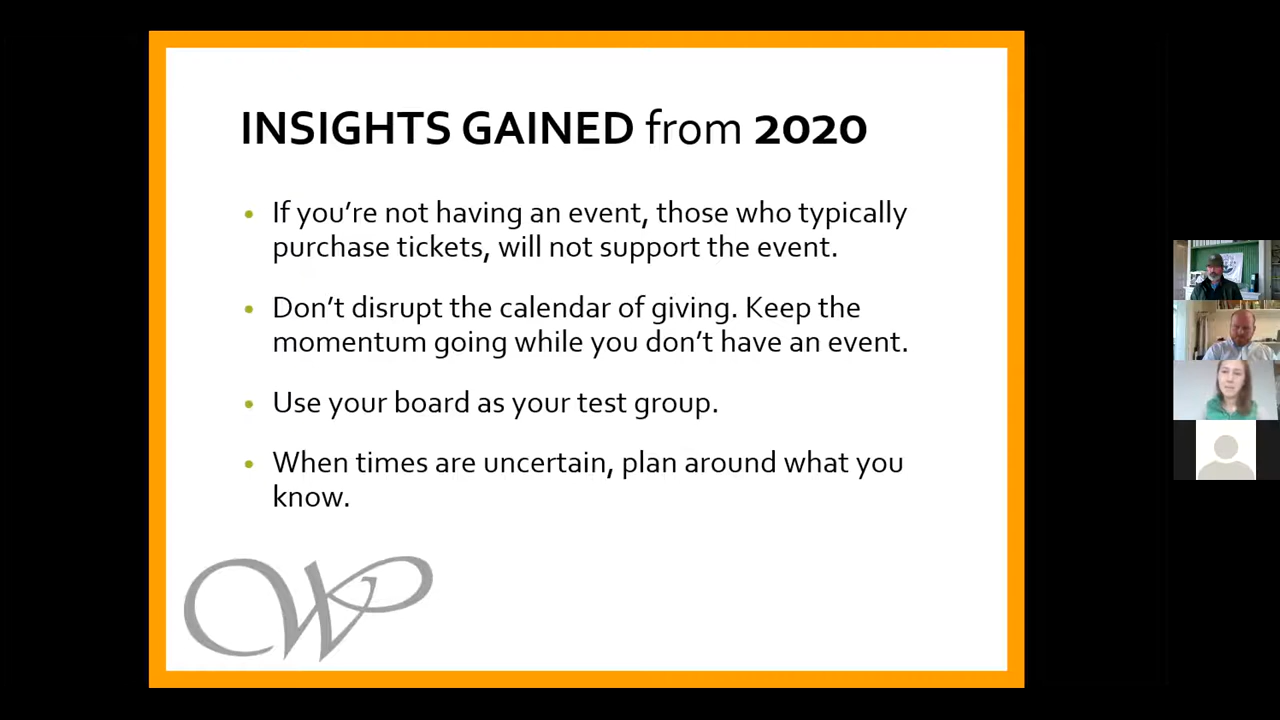 INSIGHTS GAINED from 2020
• If you’re not having an event, those who typically
purchase tickets, will not support the event.
• Don’t disrupt the calendar of giving. Keep the
momentum going while you don’t have an event.
• Use your board as your test group.
• When times are uncertain, plan around what you
know.
W